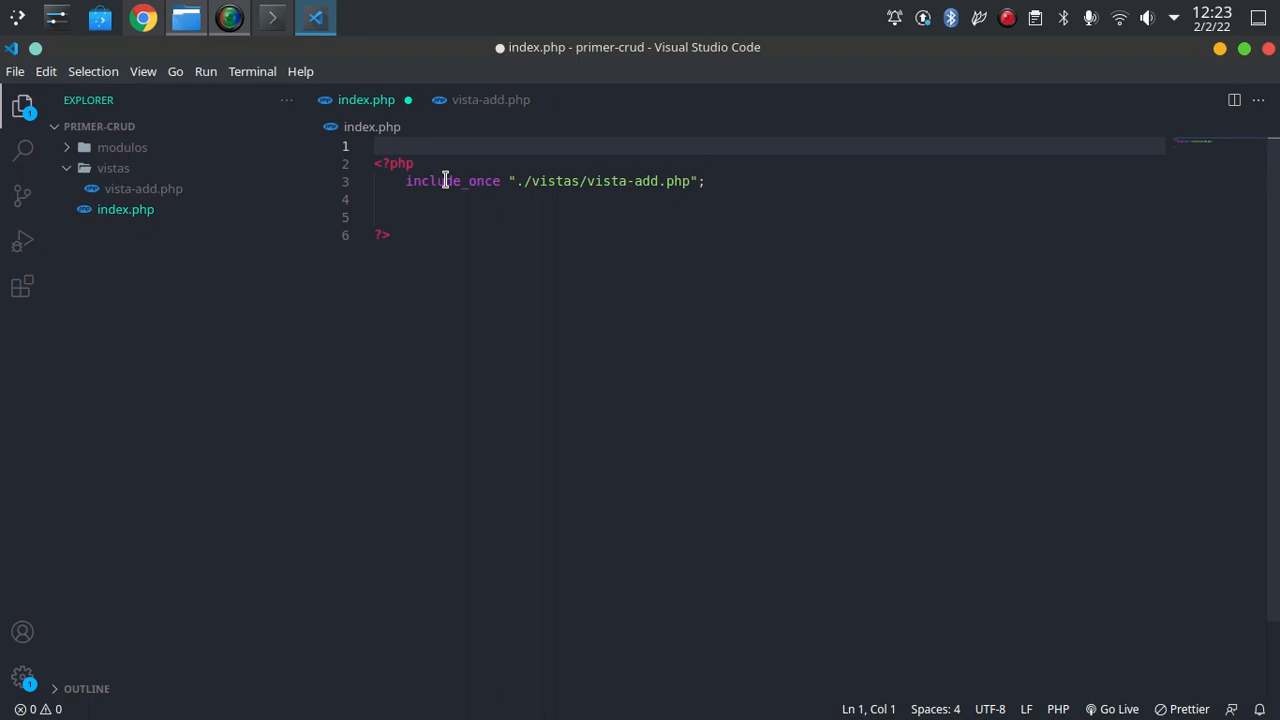 12:23
2/2/22
index.php - primer-crud - Visual Studio Code
File Edit Selection View Go Run Terminal Help
EXPLORER
index.php
vista-add.php
PRIMER-CRUD
index.php
modulos
vistas
vista-add.php
index.php
1
2 <?php
3 include_once "./vistas/vista-add.php";
4
5
6 ?>
1
1
OUTLINE
0 0
Ln 1, Col 1 Spaces: 4 UTF-8 LF PHP Go Live Prettier